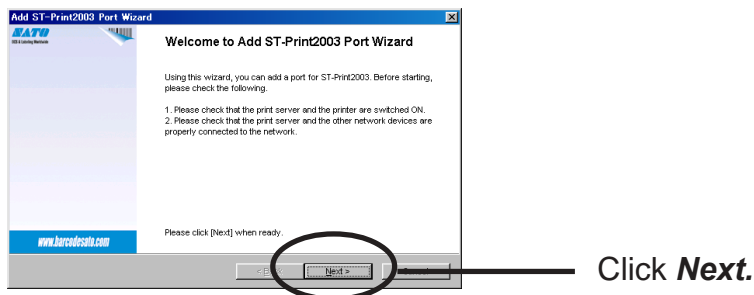 Add ST-Print2003 Port Wizard
SATO
Welcome to Add ST-Print2003 Port Wizard
Using this wizard, you can add a port for ST-Print2003. Before starting,
please check the following.
1. Please check that the print server and the printer are switched ON.
2. Please check that the print server and the other network devices are
properly connected to the network.
Please click [Next] when ready.
www.barcodesato.com
Next >
Click Next.